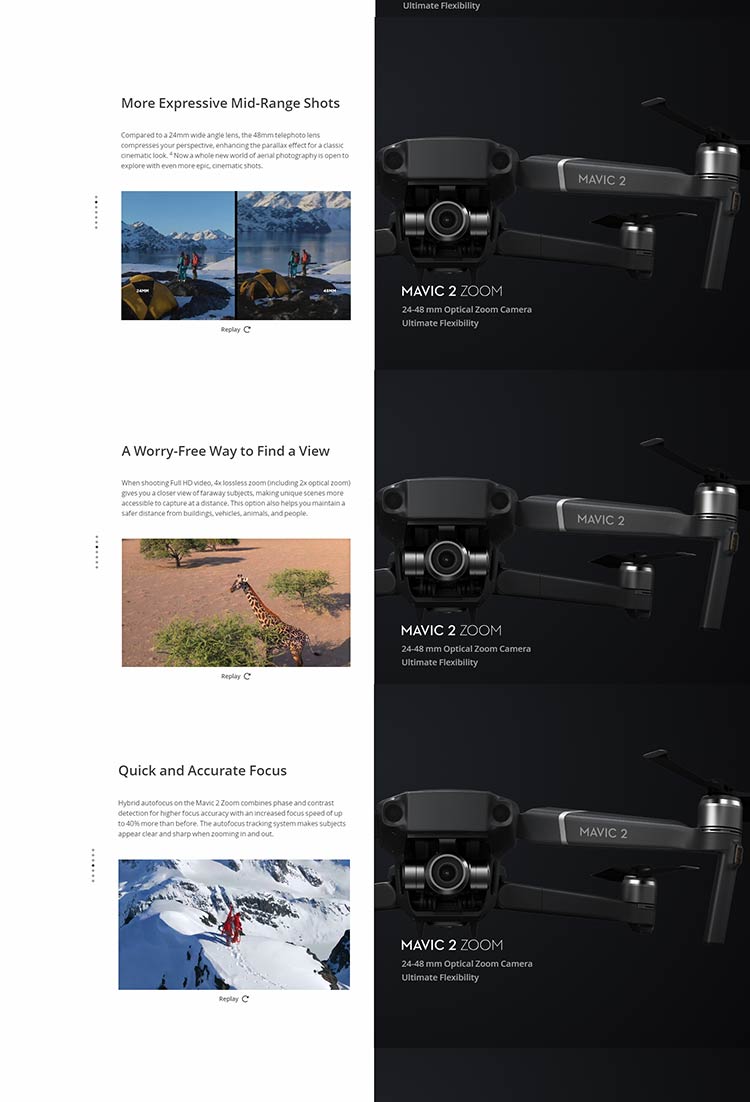 Ultimate Flexibility
More Expressive Mid-Range Shots
Compared to a 24mm wide angle lens, the 48mm telephoto lens
compresses your perspective, enhancing the parallax effect for a classic
cinematic look. 4 Now a whole new world of aerial photography is open to
explore with even more epic, cinematic shots.
24MM
48MM
Replay
MAVIC 2
MAVIC 2 ZOOM
24-48 mm Optical Zoom Camera
Ultimate Flexibility
A Worry-Free Way to Find a View
When shooting Full HD video, 4x lossless zoom (including 2x optical zoom)
gives you a closer view of faraway subjects, making unique scenes more
accessible to capture at a distance. This option also helps you maintain a
safer distance from buildings, vehicles, animals, and people.
Replay
MAVIC 2
MAVIC 2 ZOOM
24-48 mm Optical Zoom Camera
Ultimate Flexibility
Quick and Accurate Focus
Hybrid autofocus on the Mavic 2 Zoom combines phase and contrast
detection for higher focus accuracy with an increased focus speed of up
to 40% more than before. The autofocus tracking system makes subjects
appear clear and sharp when zooming in and out.
Replay
MAVIC 2
MAVIC 2 ZOOM
24-48 mm Optical Zoom Camera
Ultimate Flexibility